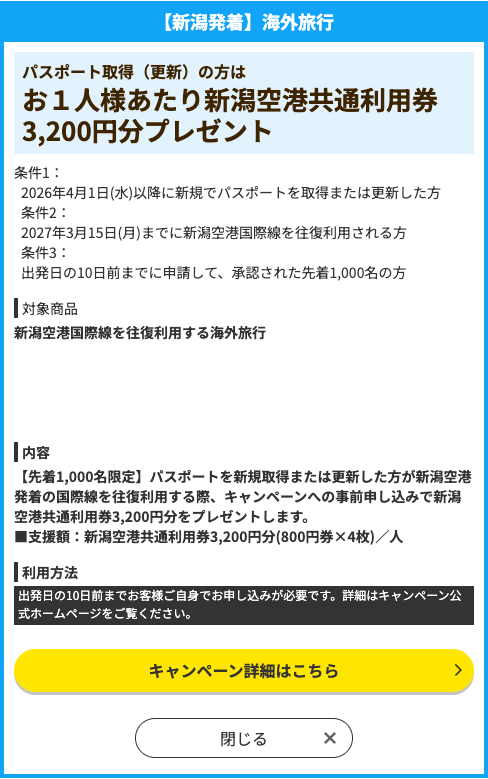 【新潟発着】海外旅行
パスポート取得（更新）の方は
お１人様あたり新潟空港共通利用券
3,200円分プレゼント
条件1：
2026年4月1日(水)以降に新規でパスポートを取得または更新した方
条件2：
2027年3月15日(月)までに新潟空港国際線を往復利用される方
条件3：
出発日の10日前までに申請して、承認された先着1,000名の方
対象商品
新潟空港国際線を往復利用する海外旅行
内容
【先着1,000名限定】パスポートを新規取得または更新した方が新潟空港
発着の国際線を往復利用する際、キャンペーンへの事前申し込みで新潟
空港共通利用券3,200円分をプレゼントします。
■支援額：新潟空港共通利用券3,200円分(800円券×4枚)／人
利用方法
出発日の10日前までお客様ご自身でお申し込みが必要です。詳細はキャンペーン公
式ホームページをご覧ください。
キャンペーン詳細はこちら
閉じる